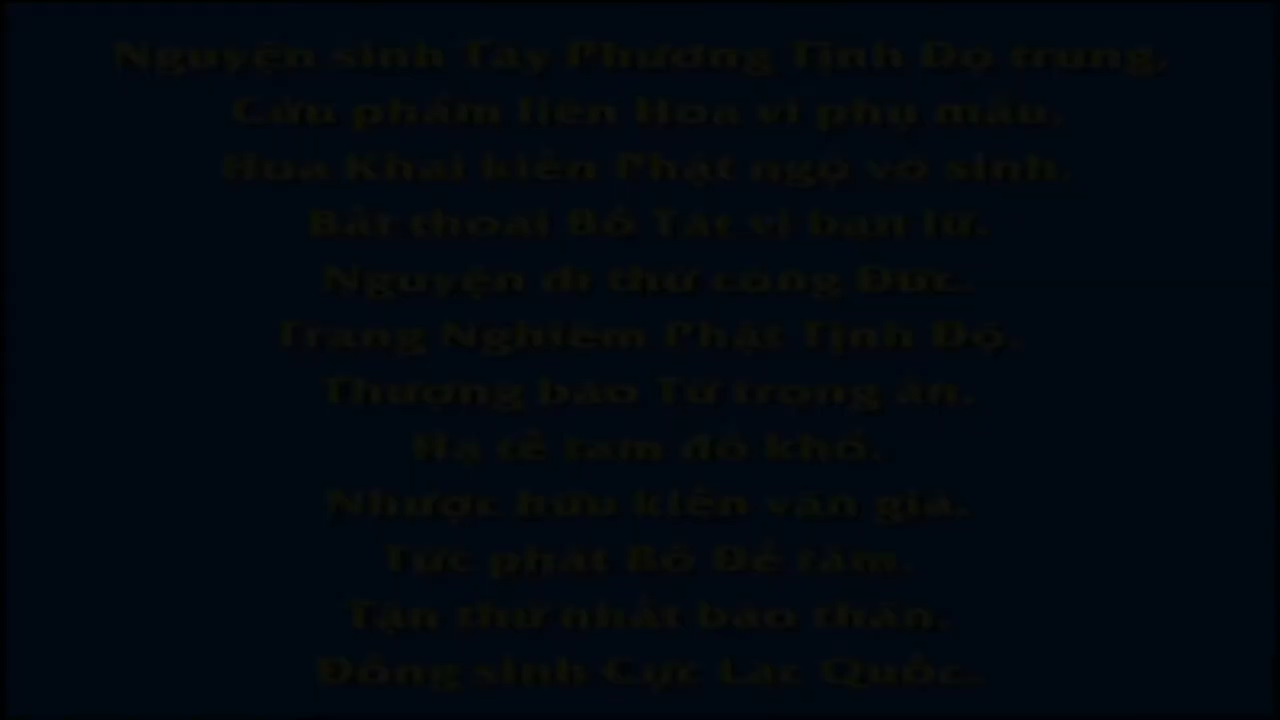 Nguyện sinh Tây Phương Tịnh Độ trung,
Cửu phẩm liên Hoa vi phụ mẫu.
Hoa Khai kiến Phật ngộ vô sinh,
Bất thoái Bồ Tát vi bạn lữ.
Nguyện dĩ thử công Đức.
Trang Nghiêm Phật Tịnh Độ.
Thượng báo Tứ trọng ân.
Hạ tế tam đồ khổ.
Nhược hữu kiến văn giả.
Tức phát Bồ Đề tâm.
Tận thử nhất báo thân.
Đồng sinh Cực Lạc Quốc.